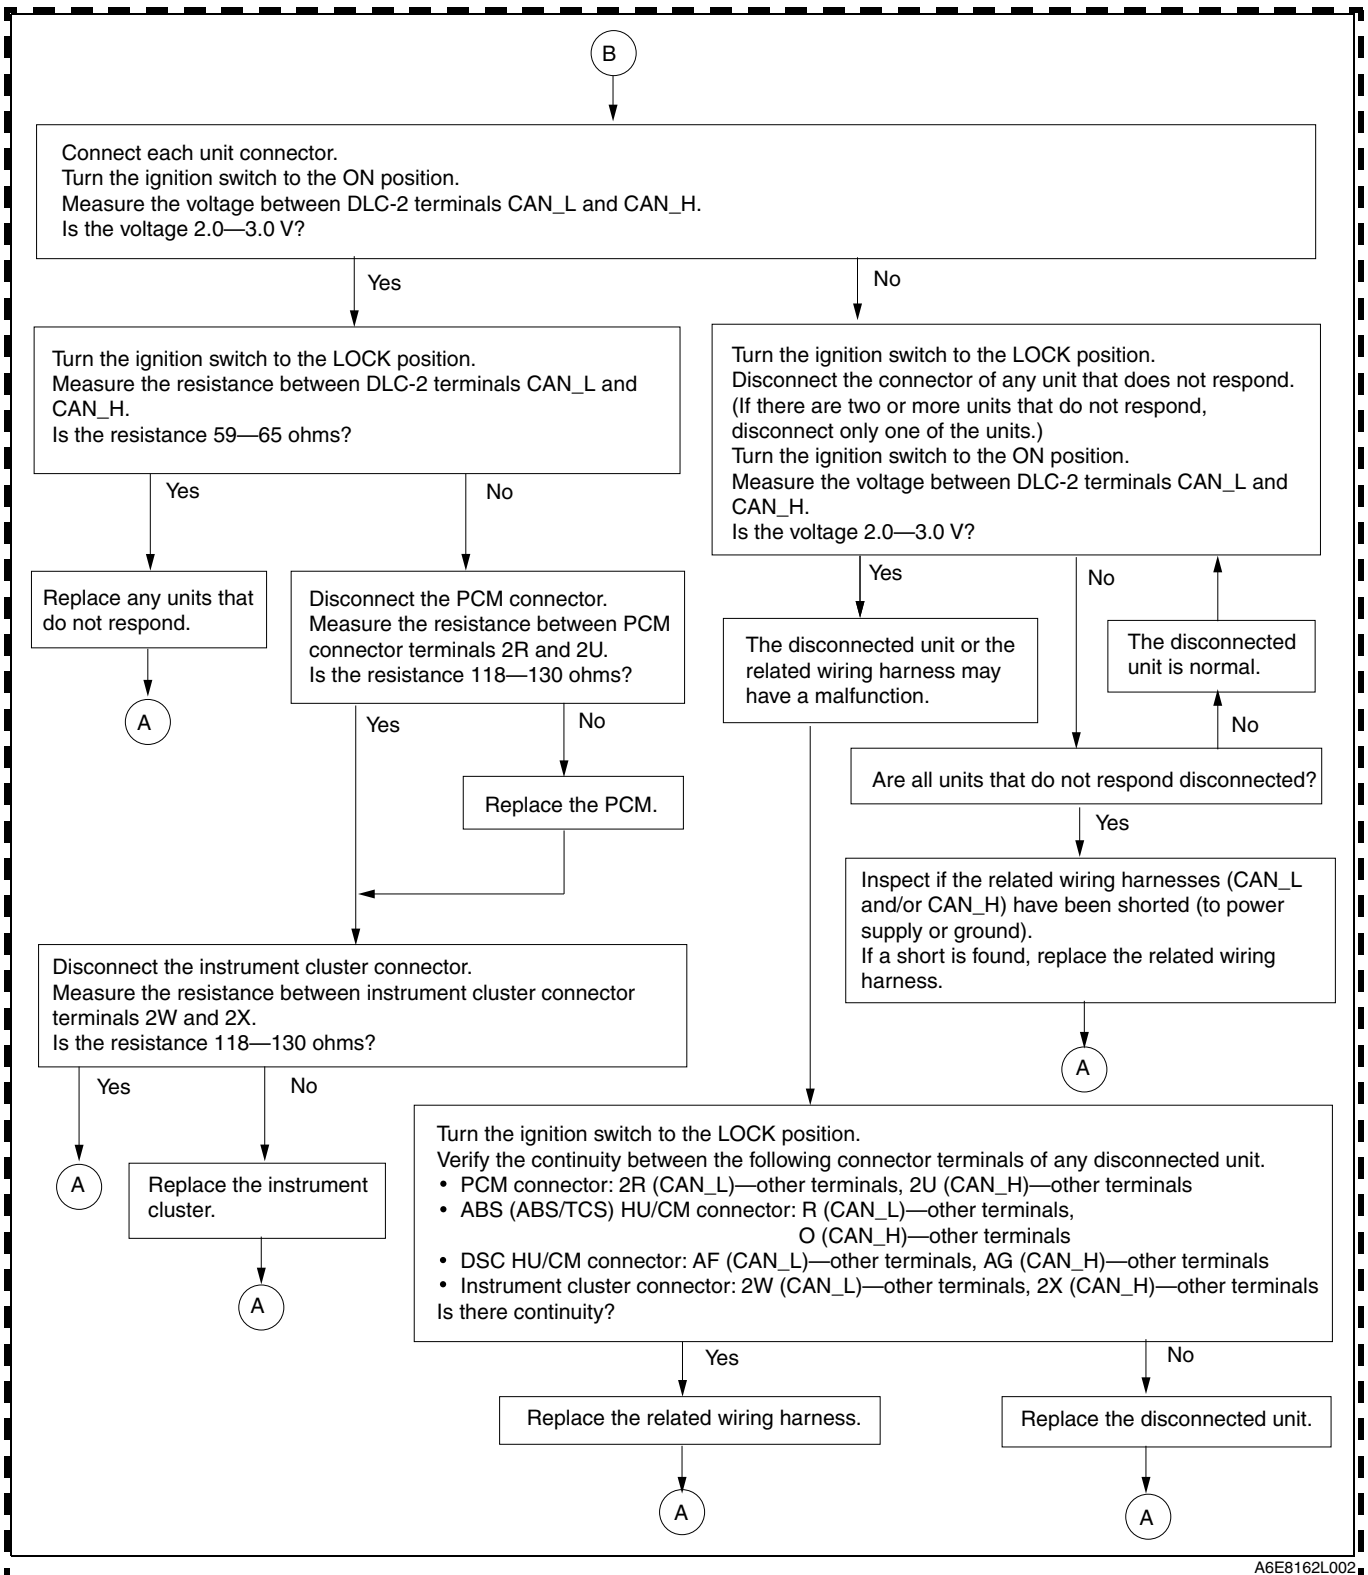 B
Connect each unit connector.
Turn the ignition switch to the ON position.
Measure the voltage between DLC-2 terminals CAN_L and CAN_H.
Is the voltage 2.0—3.0 V?
Yes
No
Turn the ignition switch to the LOCK position.
Measure the resistance between DLC-2 terminals CAN_L and
CAN_H.
Is the resistance 59—65 ohms?
Turn the ignition switch to the LOCK position.
Disconnect the connector of any unit that does not respond.
(If there are two or more units that do not respond,
disconnect only one of the units.)
Turn the ignition switch to the ON position.
Measure the voltage between DLC-2 terminals CAN_L and
CAN_H.
Is the voltage 2.0—3.0 V?
Yes
No
Yes
No
Replace any units that
do not respond.
A
Disconnect the PCM connector.
Measure the resistance between PCM
connector terminals 2R and 2U.
Is the resistance 118—130 ohms?
The disconnected unit or the
related wiring harness may
have a malfunction.
The disconnected
unit is normal.
No
Yes
No
Replace the PCM.
Are all units that do not respond disconnected?
Yes
Inspect if the related wiring harnesses (CAN_L
and/or CAN_H) have been shorted (to power
supply or ground).
If a short is found, replace the related wiring
harness.
A
Disconnect the instrument cluster connector.
Measure the resistance between instrument cluster connector
terminals 2W and 2X.
Is the resistance 118—130 ohms?
Yes
No
A
Replace the instrument
cluster.
A
Turn the ignition switch to the LOCK position.
Verify the continuity between the following connector terminals of any disconnected unit.
• PCM connector: 2R (CAN_L)—other terminals, 2U (CAN_H)—other terminals
• ABS (ABS/TCS) HU/CM connector: R (CAN_L)—other terminals,
O (CAN_H)—other terminals
• DSC HU/CM connector: AF (CAN_L)—other terminals, AG (CAN_H)—other terminals
• Instrument cluster connector: 2W (CAN_L)—other terminals, 2X (CAN_H)—other terminals
Is there continuity?
Yes
No
Replace the related wiring harness.
Replace the disconnected unit.
A
A
A6E8162L002